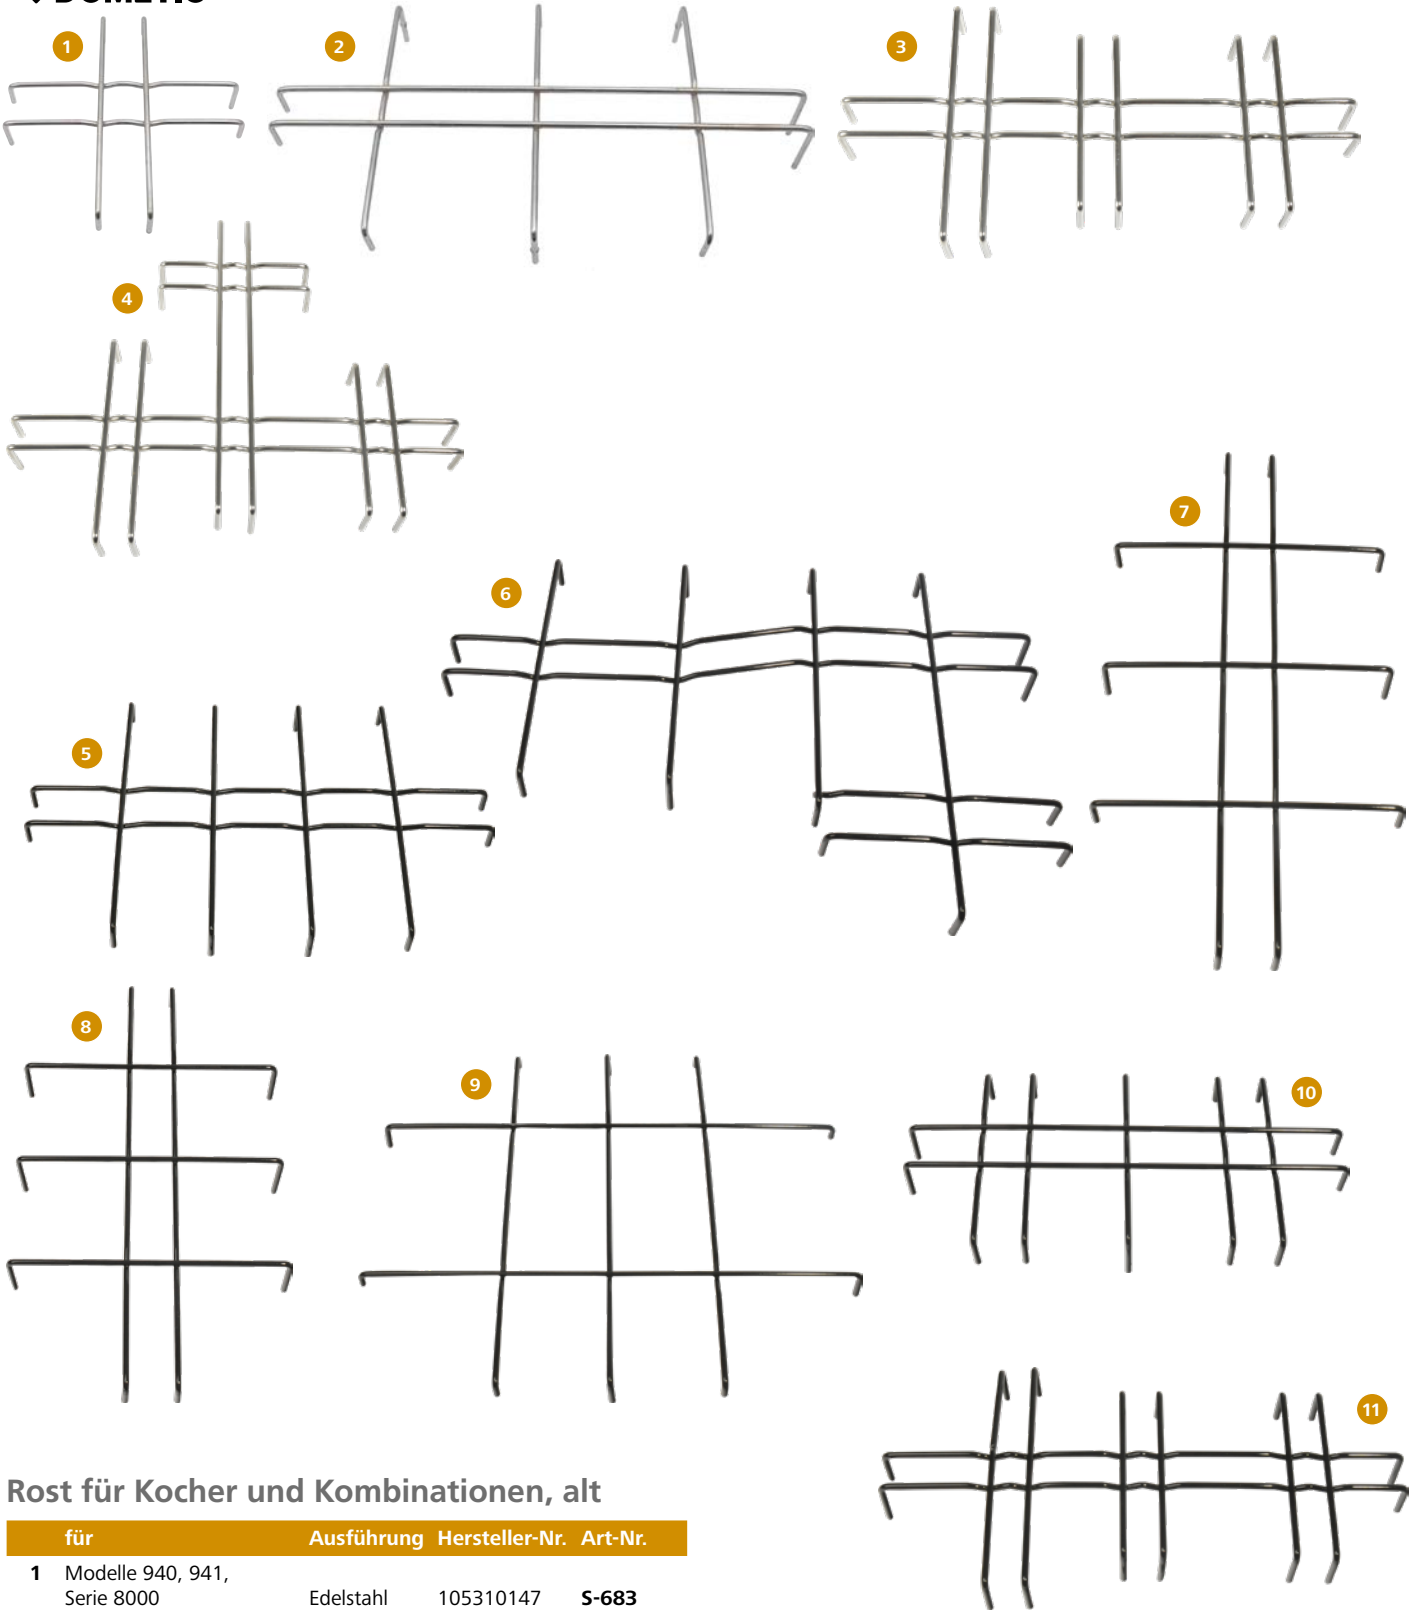 DOMETIC
1
2
3
4
5
6
7
8
9
10
11
Rost für Kocher und Kombinationen, alt
für Ausführung Hersteller-Nr. Art-Nr.
1 Modelle 940, 941,
Serie 8000 Edelstahl 105310147 S-683